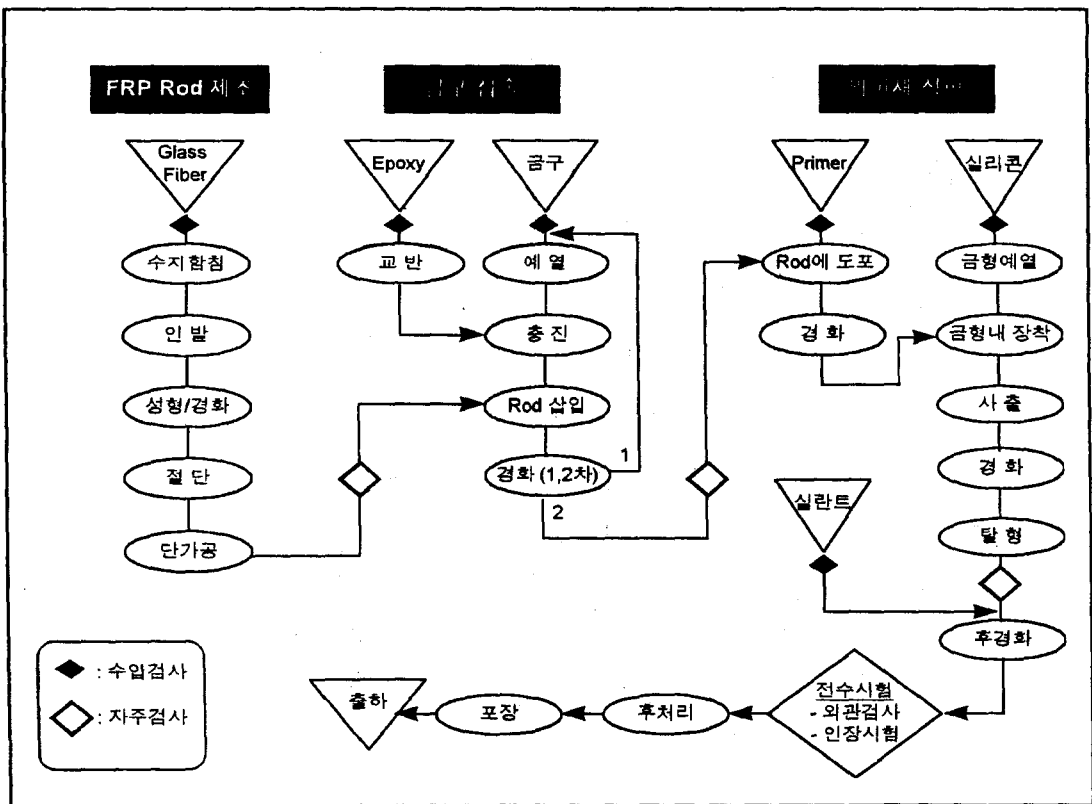 FRP Rod 제조
Glass
Fiber
Epoxy
금구
Primer
실리콘
수지함침
교 반
예 열
Rod에 도포
금형예열
인 발
충 진
경 화
금형내 장착
성형/경화
Rod 삽입
사 출
절 단
경화 (1,2차)
1
2
경 화
실란트
단가공
탈 형
후경화
◆ : 수입검사
◇ : 자주검사
전수시험
- 외관검사
- 인장시험
후처리
포장
출하